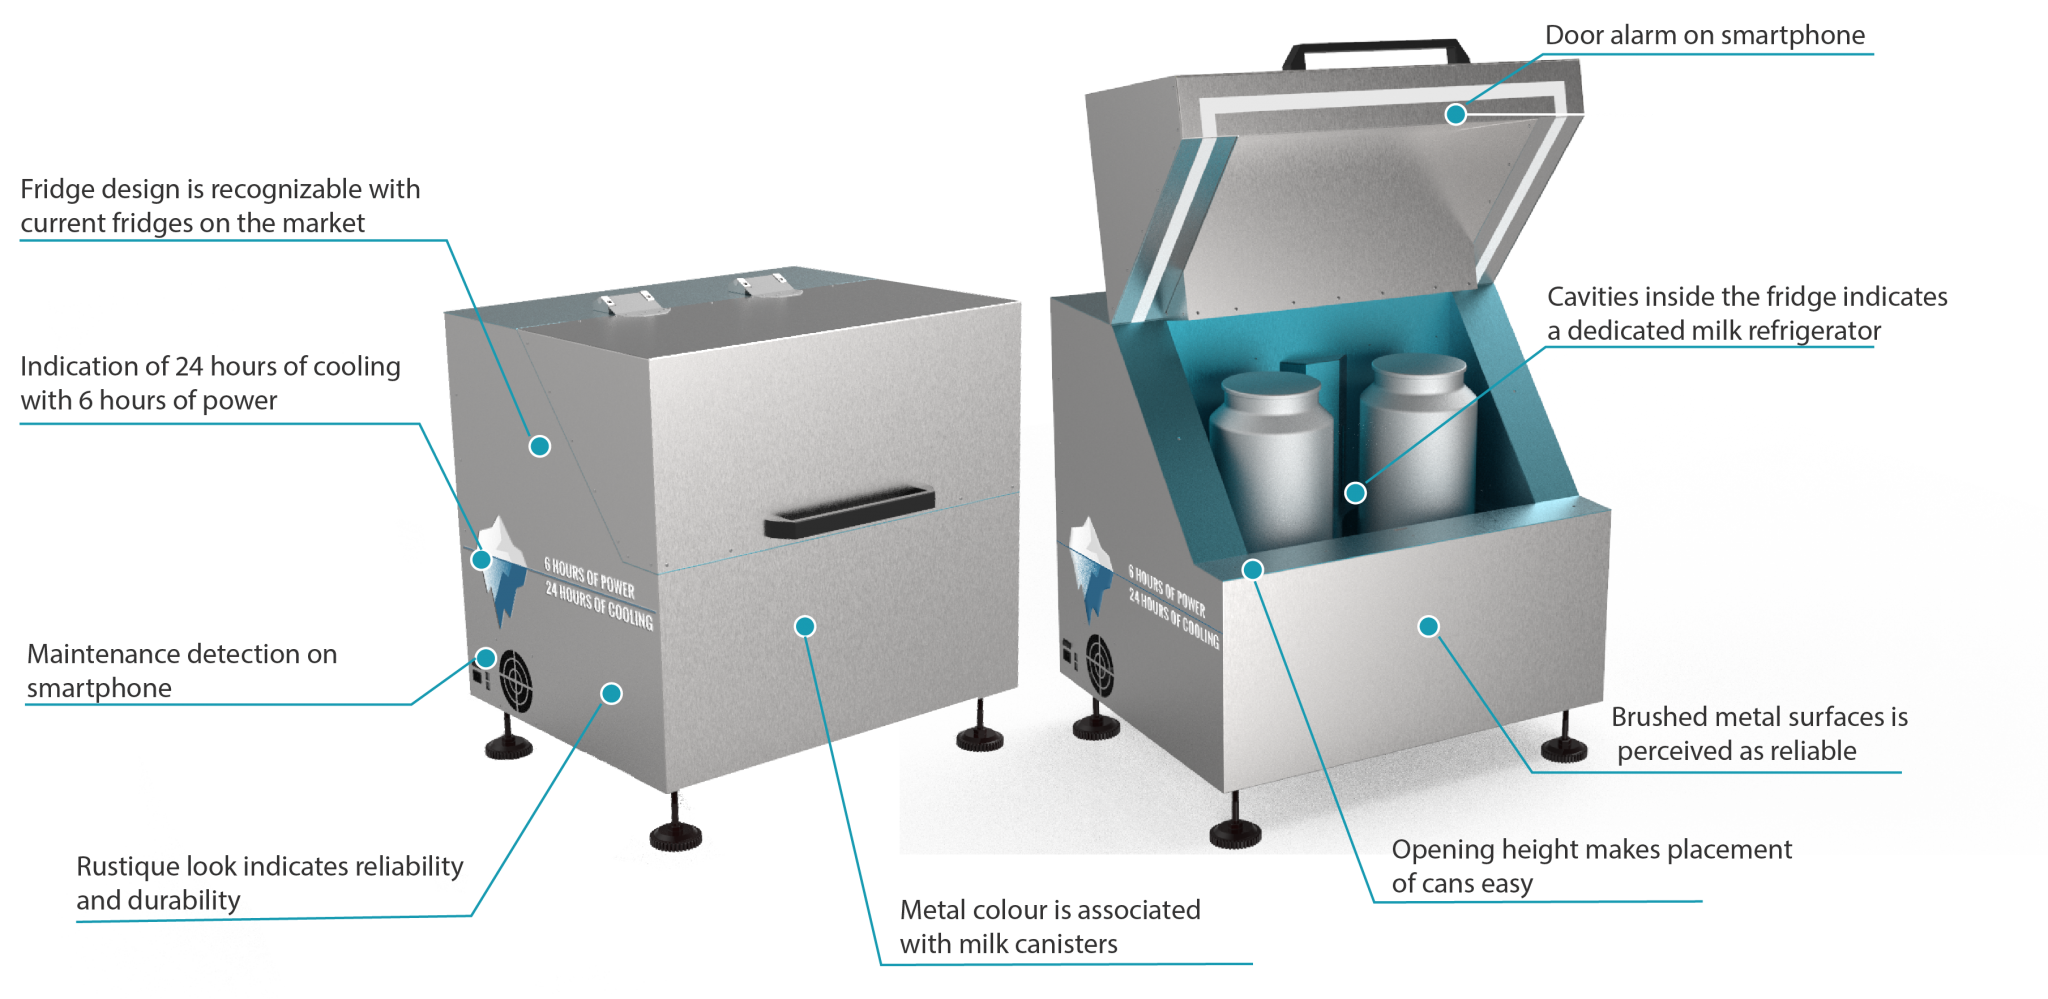 Door alarm on smartphone
Fridge design is recognizable with
current fridges on the market
Cavities inside the fridge indicates
a dedicated milk refrigerator
Indication of 24 hours of cooling
with 6 hours of power
6 HOURS OF POWER
24 HOURS OF COOLING
6 HOURS OF POWER
24 HOURS OF COOLING
Maintenance detection on
smartphone
Brushed metal surfaces is
perceived as reliable
Rustique look indicates reliability
and durability
Opening height makes placement
of cans easy
Metal colour is associated
with milk canisters